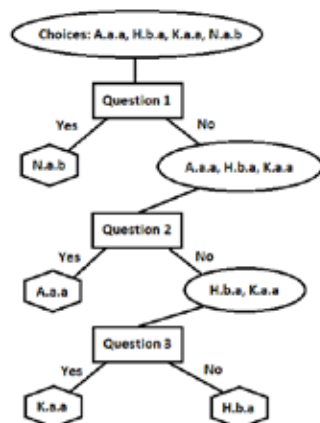 Choices: A.a.a, H.b.a, K.a.a, N.a.b
Question 1
Yes
No
N.a.b
A.a.a, H.b.a, K.a.a
Question 2
Yes
No
A.a.a
H.b.a, K.a.a
Question 3
Yes
No
K.a.a
H.b.a